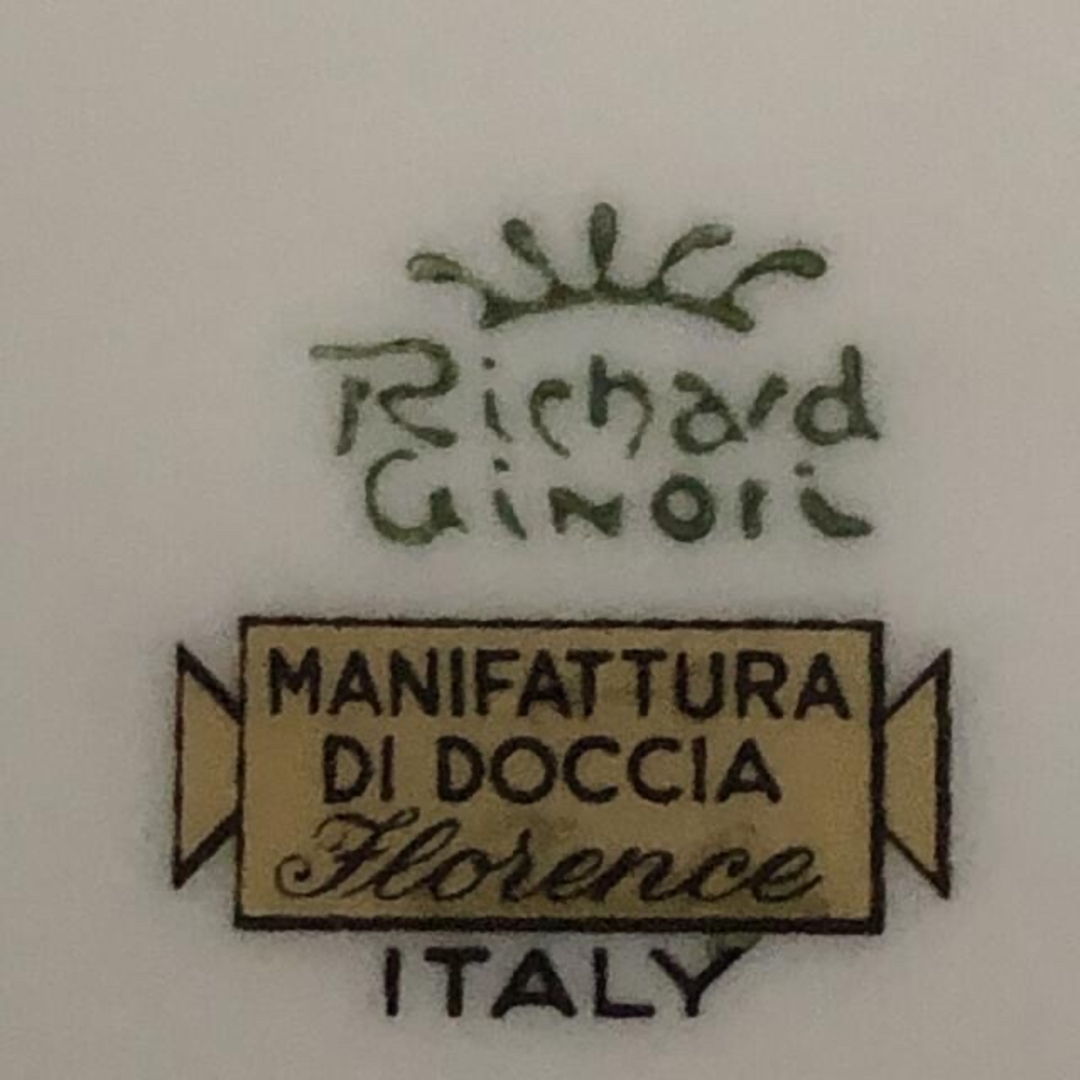 Richard
Ginori
MANIFATTURA
DI DOCCIA
Florence
ITALY